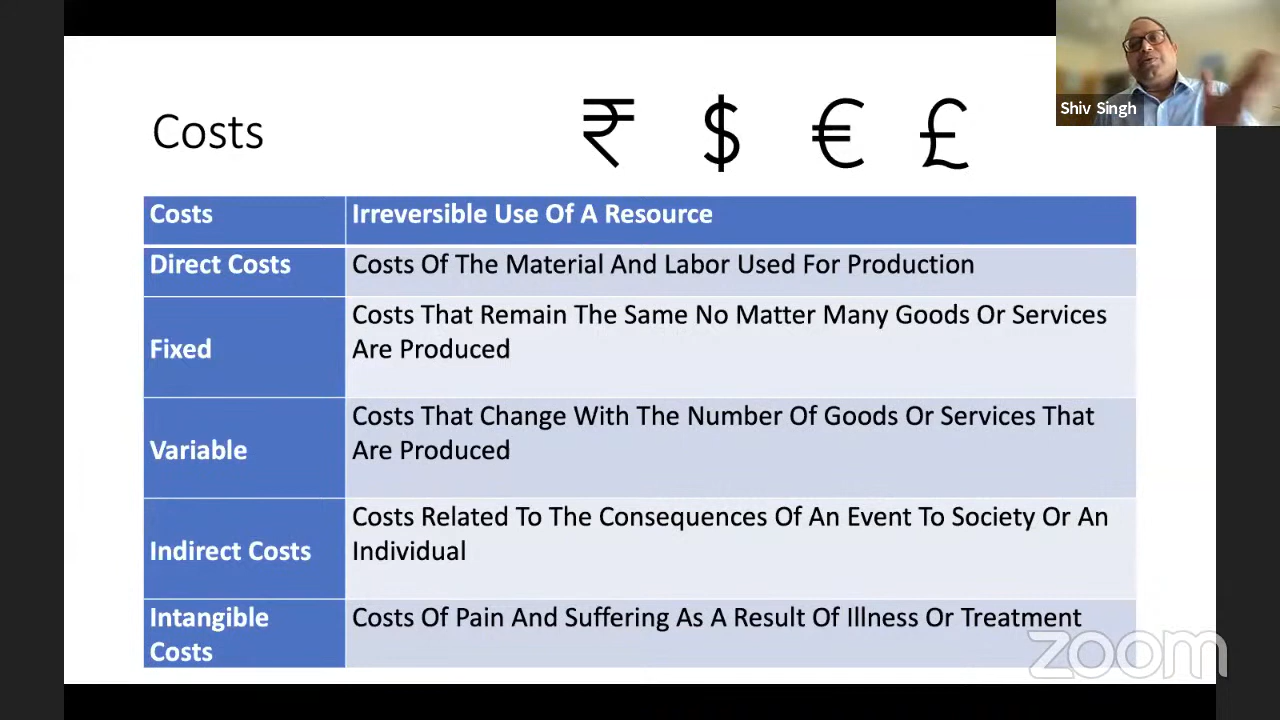 Shiv Singh
Costs
₹ $ € £
Costs
Irreversible Use Of A Resource
Direct Costs
Costs Of The Material And Labor Used For Production
Fixed
Costs That Remain The Same No Matter Many Goods Or Services
Are Produced
Variable
Costs That Change With The Number Of Goods Or Services That
Are Produced
Indirect Costs
Costs Related To The Consequences Of An Event To Society Or An
Individual
Intangible
Costs
Costs Of Pain And Suffering As A Result Of Illness Or Treatment
zoom